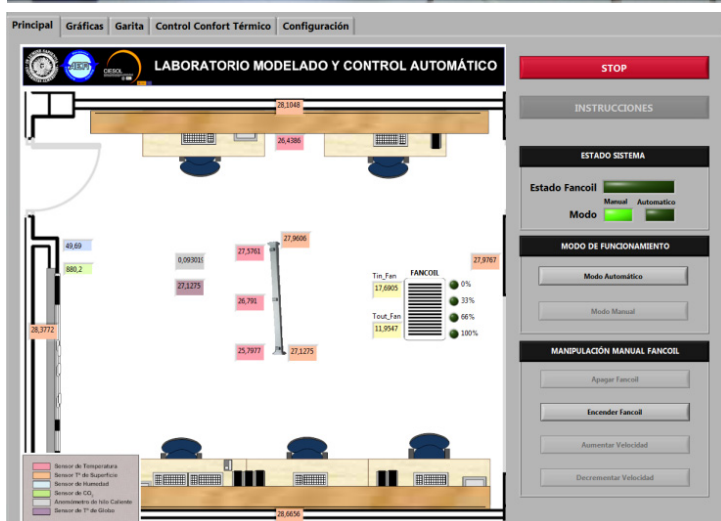 Principal Gráficas Garita Control Confort Térmico Configuración
CIESOL
LABORATORIO MODELADO Y CONTROL AUTOMÁTICO
STOP
INSTRUCCIONES
28,1048
26,4386
ESTADO SISTEMA
Estado Fancoil
Manual Automatico
Modo
49,69
880,2
0,093019
27,1275
27,5761
27,9606
27,9767
26,791
25,7977
27,1275
28,3772
Tin_Fan
17,6905
Tout_Fan
11,9547
FANCOIL
0%
33%
66%
100%
MODO DE FUNCIONAMIENTO
Modo Automático
Modo Manual
MANIPULACIÓN MANUAL FANCOIL
Apagar Fancoil
Encender Fancoil
Aumentar Velocidad
Decrementar Velocidad
Sensor de Temperatura
Sensor Tª de Superficie
Sensor de Humedad
Sensor de CO₂
Anemómetro de hilo Caliente
Sensor de Tª de Globo
28,6656